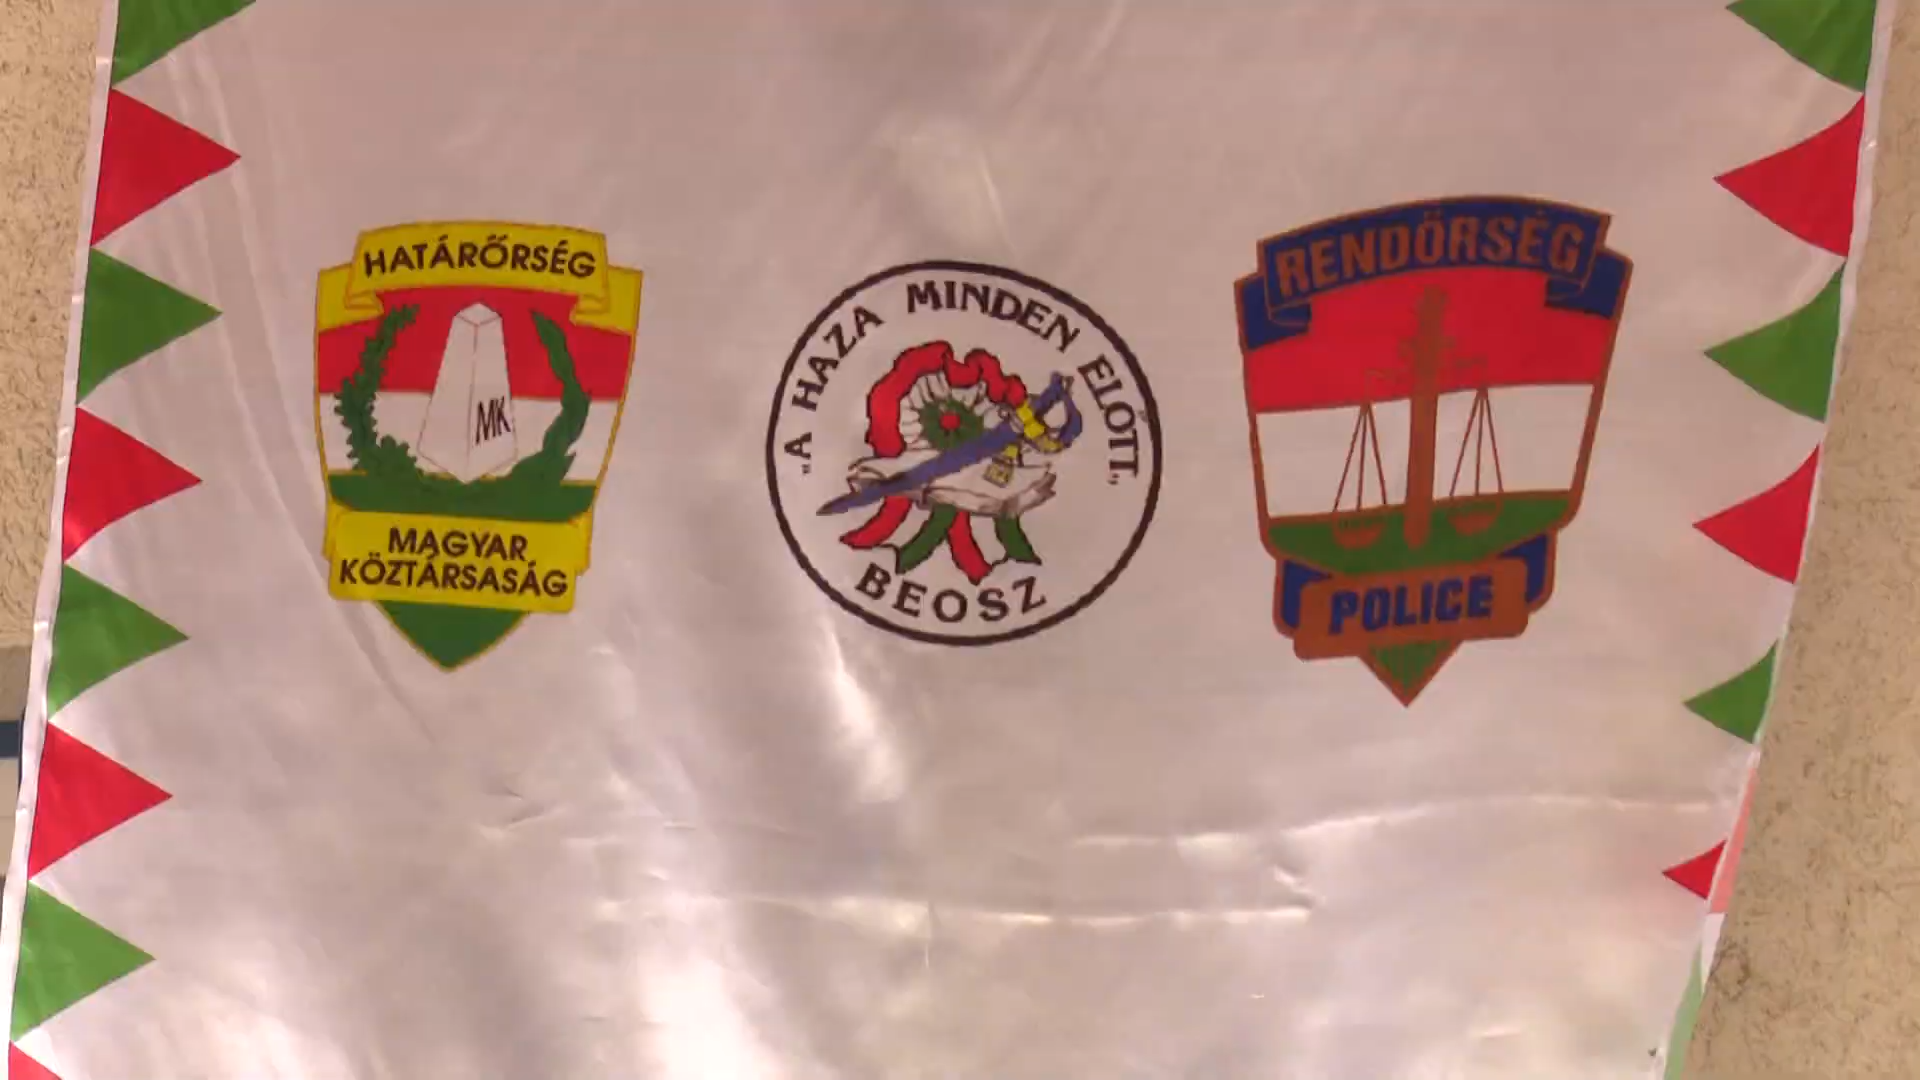 HATÁRŐRSÉG
MK
MAGYAR
KÖZTÁRSASÁG
„A HAZA MINDEN ELŐTT”
BEOSZ
RENDŐRSÉG
POLICE